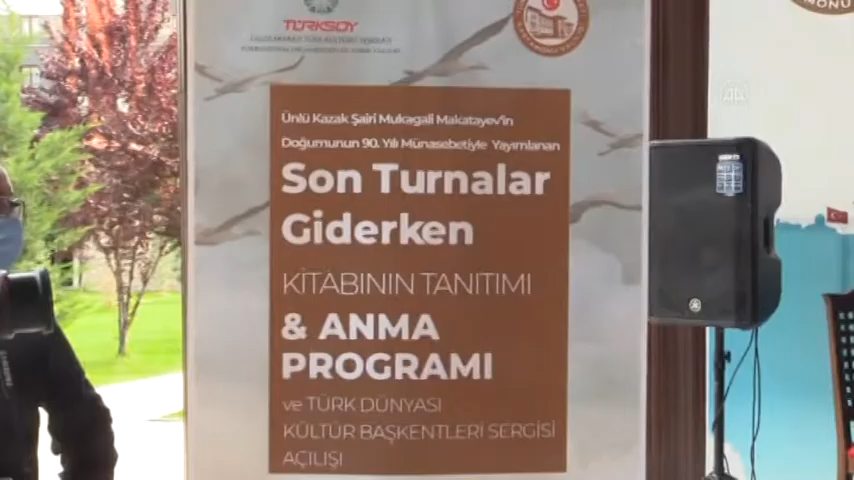 TÜRKSOY
Ünlü Kazak Şairi Mukagali Makatayev'in
Doğumunun 90. Yılı Münasebetiyle Yayımlanan
Son Turnalar
Giderken
KİTABININ TANITIMI
& ANMA
PROGRAMI
ve TÜRK DÜNYASI
KÜLTÜR BAŞKENTLERİ SERGİSİ
AÇILIŞI
AA